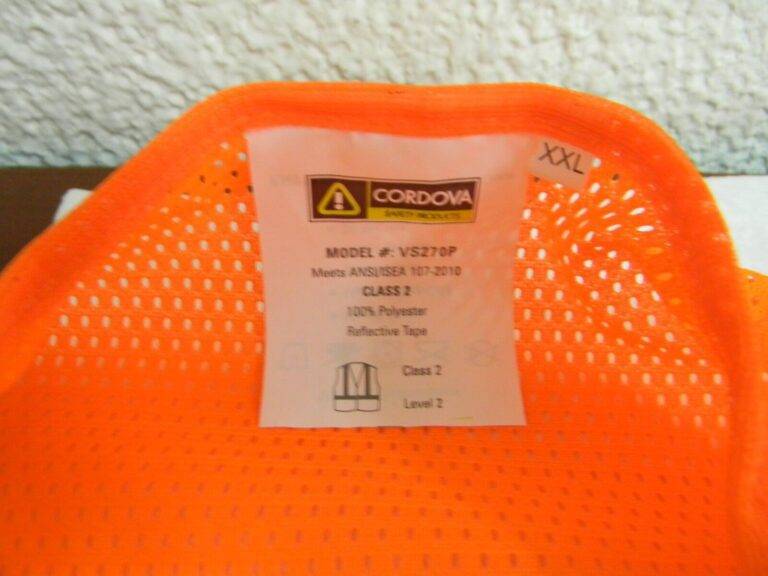 XXL
CORDOVA
SAFETY PRODUCTS
MODEL #: VS270P
Meets ANSI/ISEA 107-2010
CLASS 2
100% Polyester
Reflective Tape
Class 2
Level 2